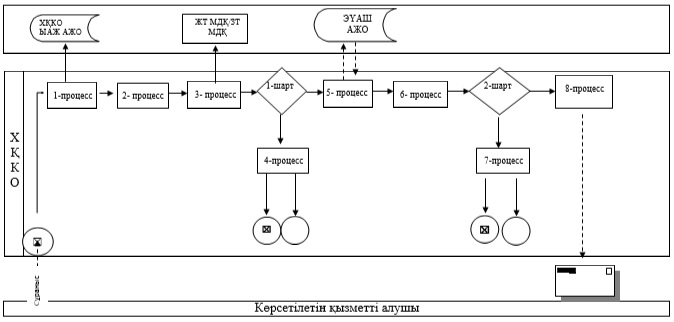 ХҚКО
ЫАЖ АЖО
ЖТ МДҚ/ЗТ
МДҚ
ЭҮАШ
АЖО
1-процесс
2- процесс
3- процесс
1-шарт
5- процесс
6- процесс
2-шарт
8-процесс
4-процесс
7-процесс
Х
Қ
К
О
Сұраныс
Көрсетілетін қызметті алушы